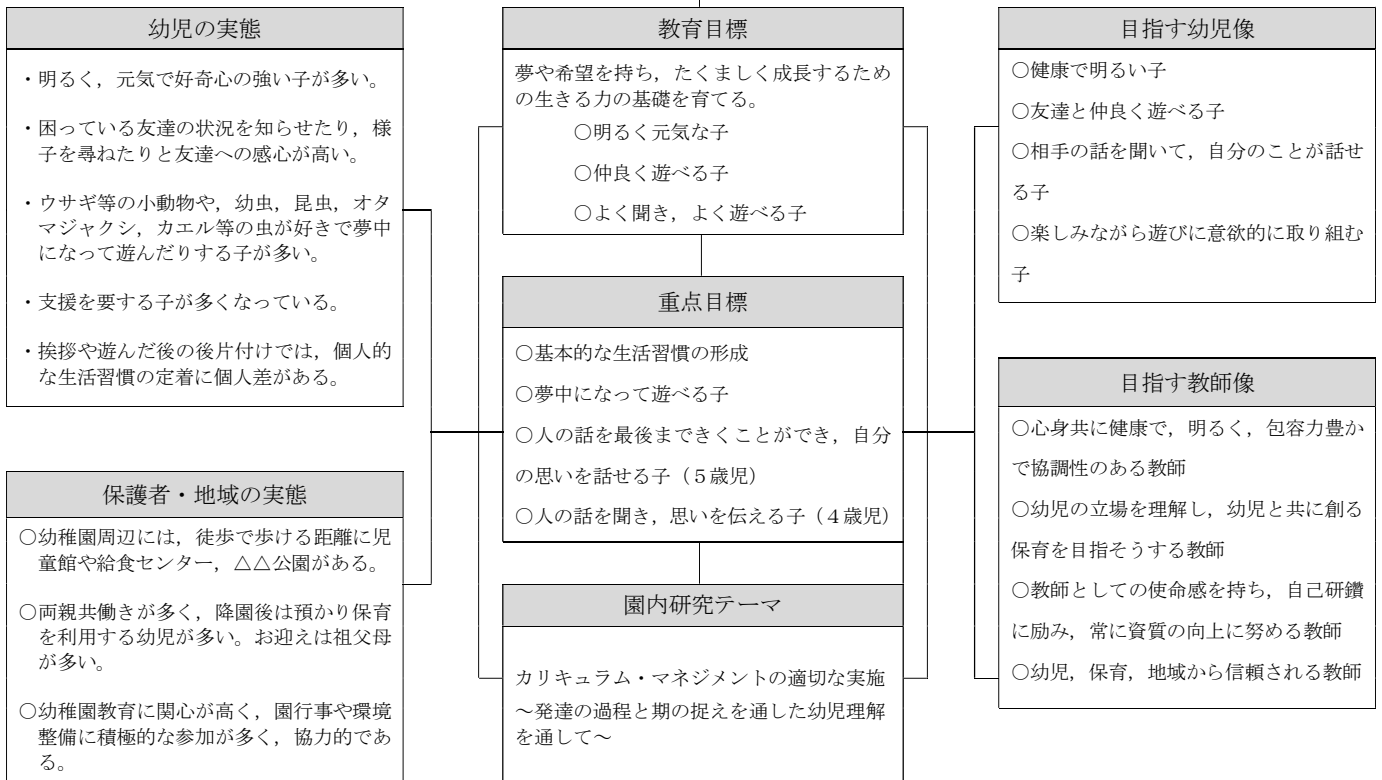 幼児の実態
・明るく，元気で好奇心の強い子が多い。
・困っている友達の状況を知らせたり，様
子を尋ねたりと友達への感心が高い。
・ウサギ等の小動物や，幼虫，昆虫，オタ
マジャクシ，カエル等の虫が好きで夢中
になって遊んだりする子が多い。
・支援を要する子が多くなっている。
・挨拶や遊んだ後の後片付けでは，個人的
な生活習慣の定着に個人差がある。
保護者・地域の実態
○幼稚園周辺には，徒歩で歩ける距離に児
童館や給食センター，△△公園がある。
○両親共働きが多く，降園後は預かり保育
を利用する幼児が多い。お迎えは祖父母
が多い。
○幼稚園教育に関心が高く，園行事や環境
整備に積極的な参加が多く，協力的であ
る。
教育目標
夢や希望を持ち，たくましく成長するため
の生きる力の基礎を育てる。
○明るく元気な子
○仲良く遊べる子
○よく聞き，よく遊べる子
重点目標
○基本的な生活習慣の形成
○夢中になって遊べる子
○人の話を最後まできくことができ，自分
の思いを話せる子（５歳児）
○人の話を聞き，思いを伝える子（４歳児）
園内研究テーマ
カリキュラム・マネジメントの適切な実施
～発達の過程と期の捉えを通した幼児理解
を通して～
目指す幼児像
○健康で明るい子
○友達と仲良く遊べる子
○相手の話を聞いて，自分のことが話せ
る子
○楽しみながら遊びに意欲的に取り組む
子
目指す教師像
○心身共に健康で，明るく，包容力豊か
で協調性のある教師
○幼児の立場を理解し，幼児と共に創る
保育を目指そうする教師
○教師としての使命感を持ち，自己研鑽
に励み，常に資質の向上に努める教師
○幼児，保育，地域から信頼される教師